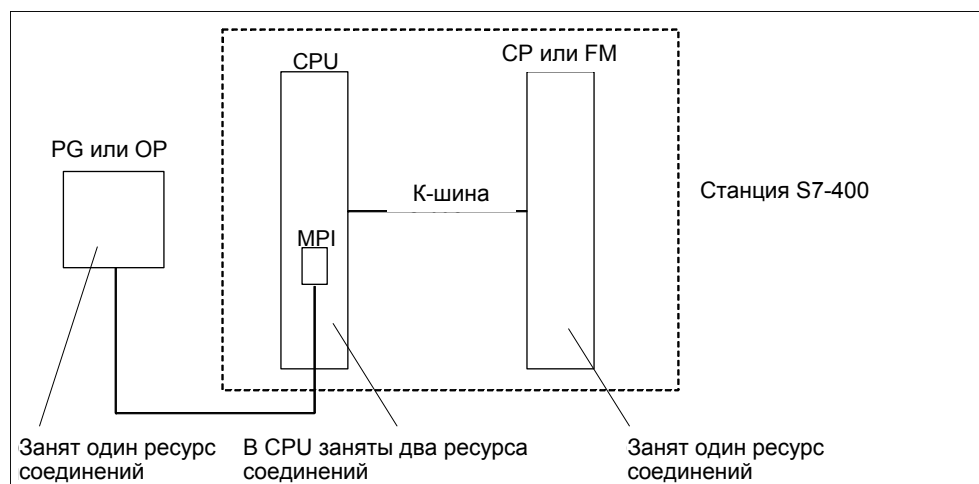 CPU
CP или FM
PG или OP
К-шина
Станция S7-400
MPI
Занят один ресурс
соединений
В CPU заняты два ресурса
соединений
Занят один ресурс
соединений